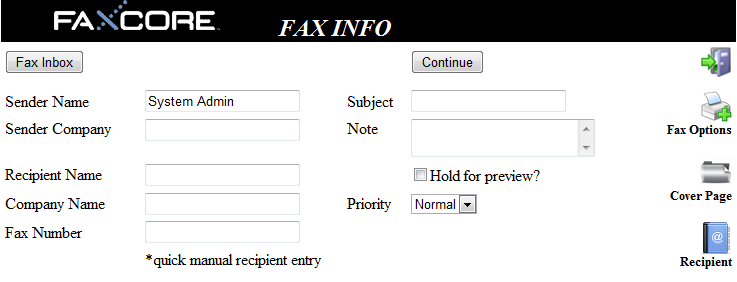 FAXCORE™ FAX INFO
Fax Inbox Continue
Sender Name System Admin Subject
Sender Company Note
Fax Options
Recipient Name Hold for preview?
Cover Page
Company Name Priority Normal
Fax Number
@
*quick manual recipient entry Recipient